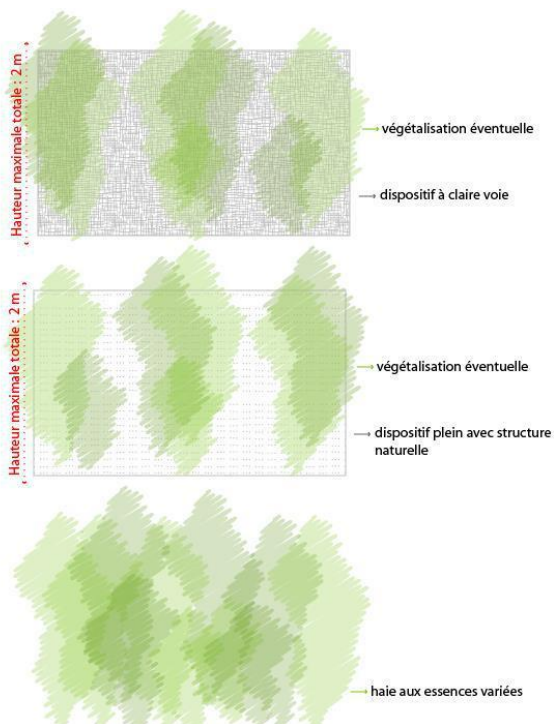 Hauteur maximale totale : 2 m
végétalisation éventuelle
dispositif à claire voie
Hauteur maximale totale : 2 m
végétalisation éventuelle
dispositif plein avec structure
naturelle
haie aux essences variées